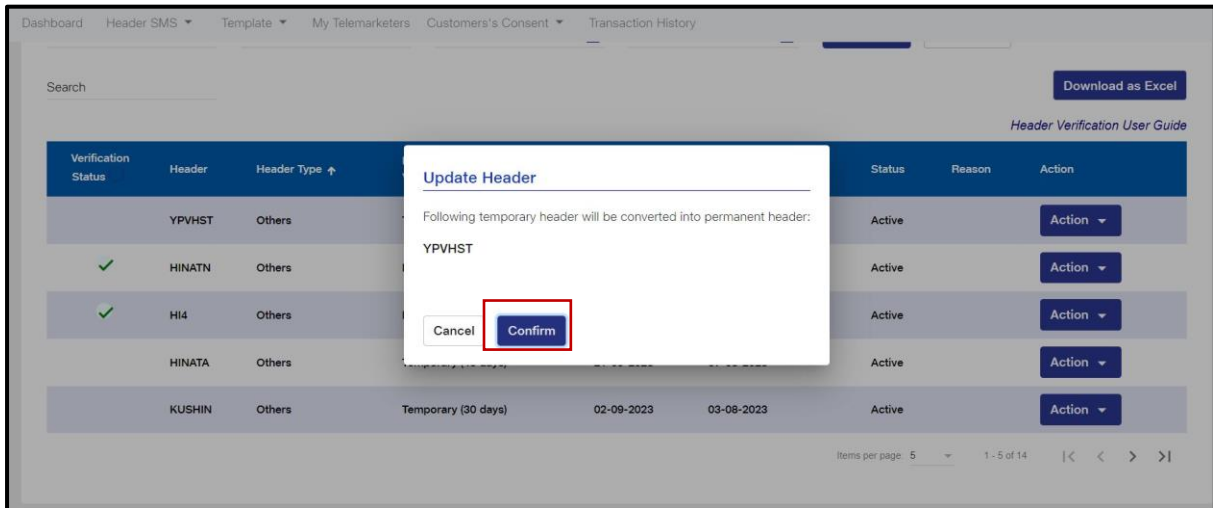 Dashboard Header SMS Template My Telemarketers Customers's Consent Transaction History
Search
Download as Excel
Header Verification User Guide
Verification Status Header Header Type Status Reason Action
Update Header
Following temporary header will be converted into permanent header:
YPVHST
Cancel Confirm
YPVHST Others Active Action
HINATN Others Active Action
HI4 Others Active Action
HINATA Others Active Action
KUSHIN Others Temporary (30 days) 02-09-2023 03-08-2023 Active Action
Items per page: 5 1 - 5 of 14